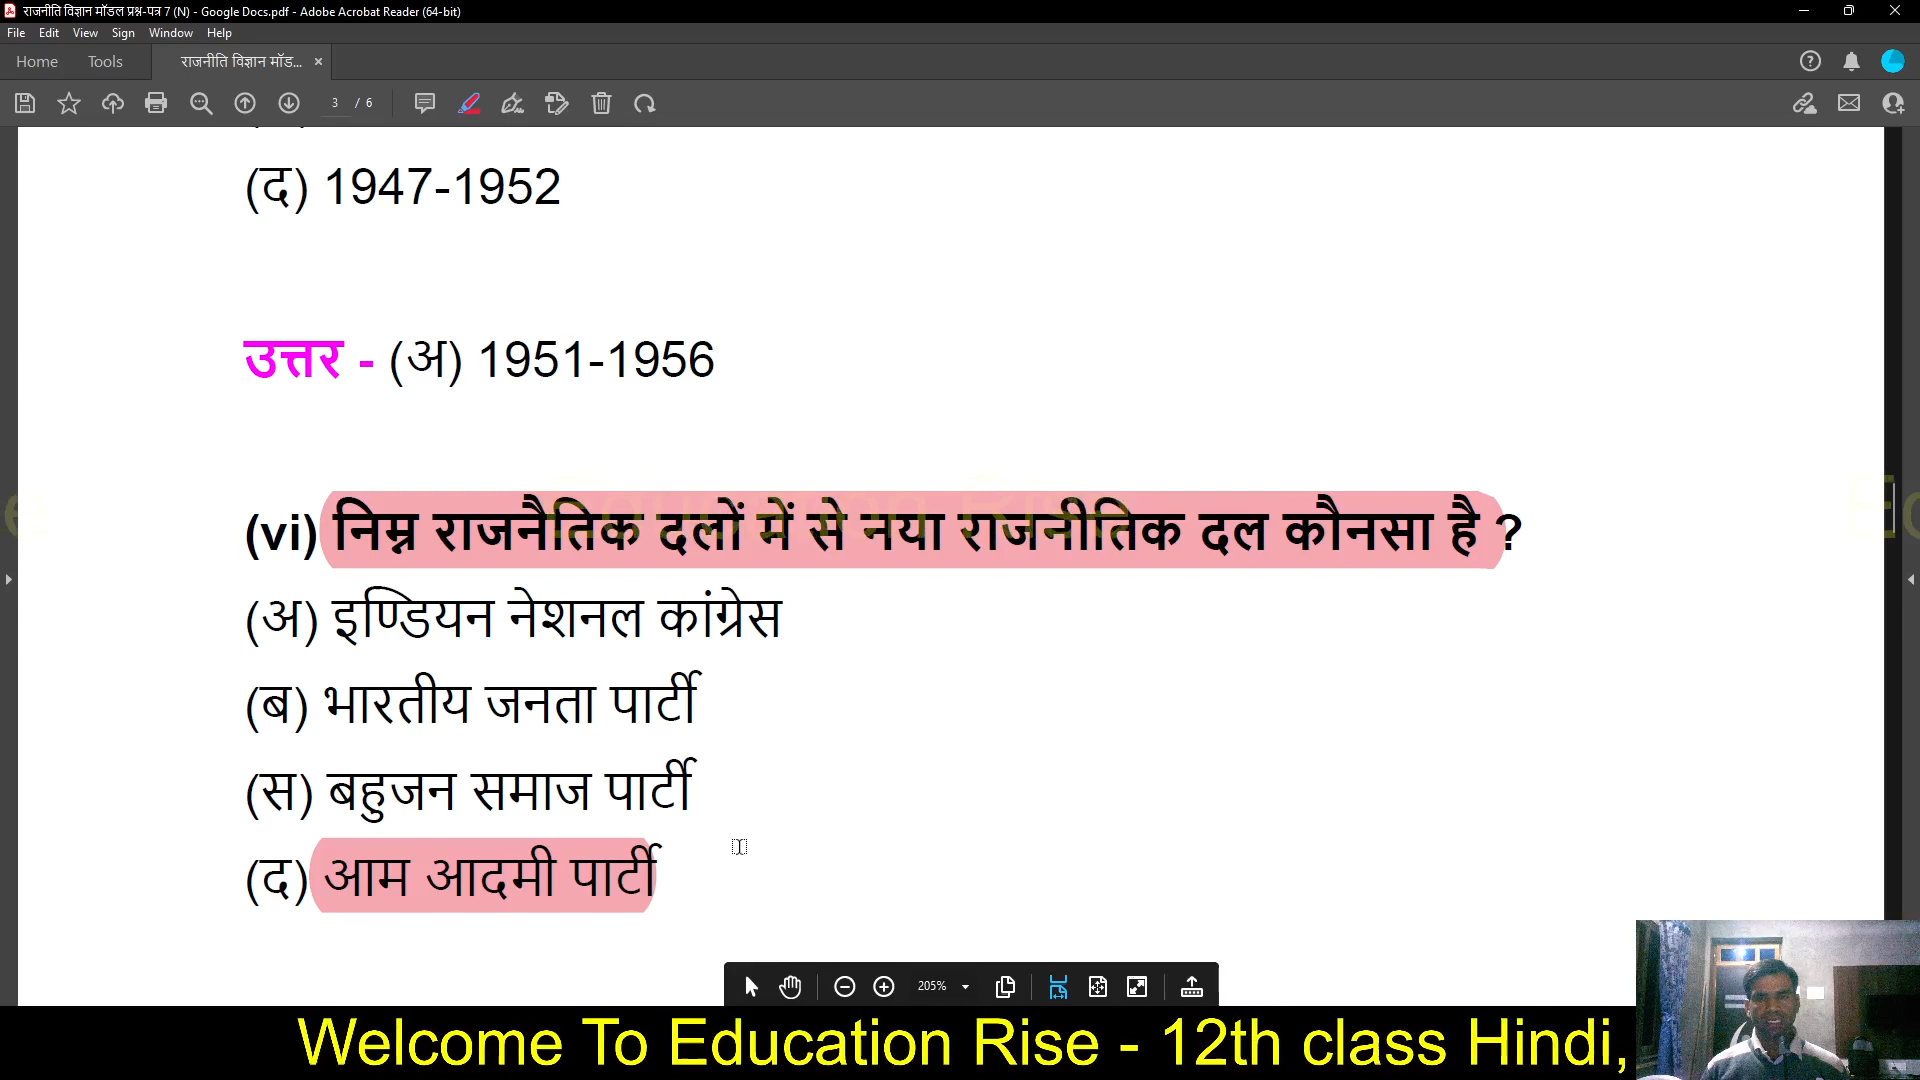 राजनीति विज्ञान मॉडल प्रश्न-पत्र 7 (N) - Google Docs.pdf - Adobe Acrobat Reader (64-bit)
File Edit View Sign Window Help
Home Tools राजनीति विज्ञान मॉड... ×
3 / 6
(द) 1947-1952
उत्तर - (अ) 1951-1956
(vi) निम्न राजनैतिक दलों में से नया राजनीतिक दल कौनसा है ?
Education Rise
(अ) इण्डियन नेशनल कांग्रेस
(ब) भारतीय जनता पार्टी
(स) बहुजन समाज पार्टी
(द) आम आदमी पार्टी
205%
Welcome To Education Rise - 12th class Hindi,